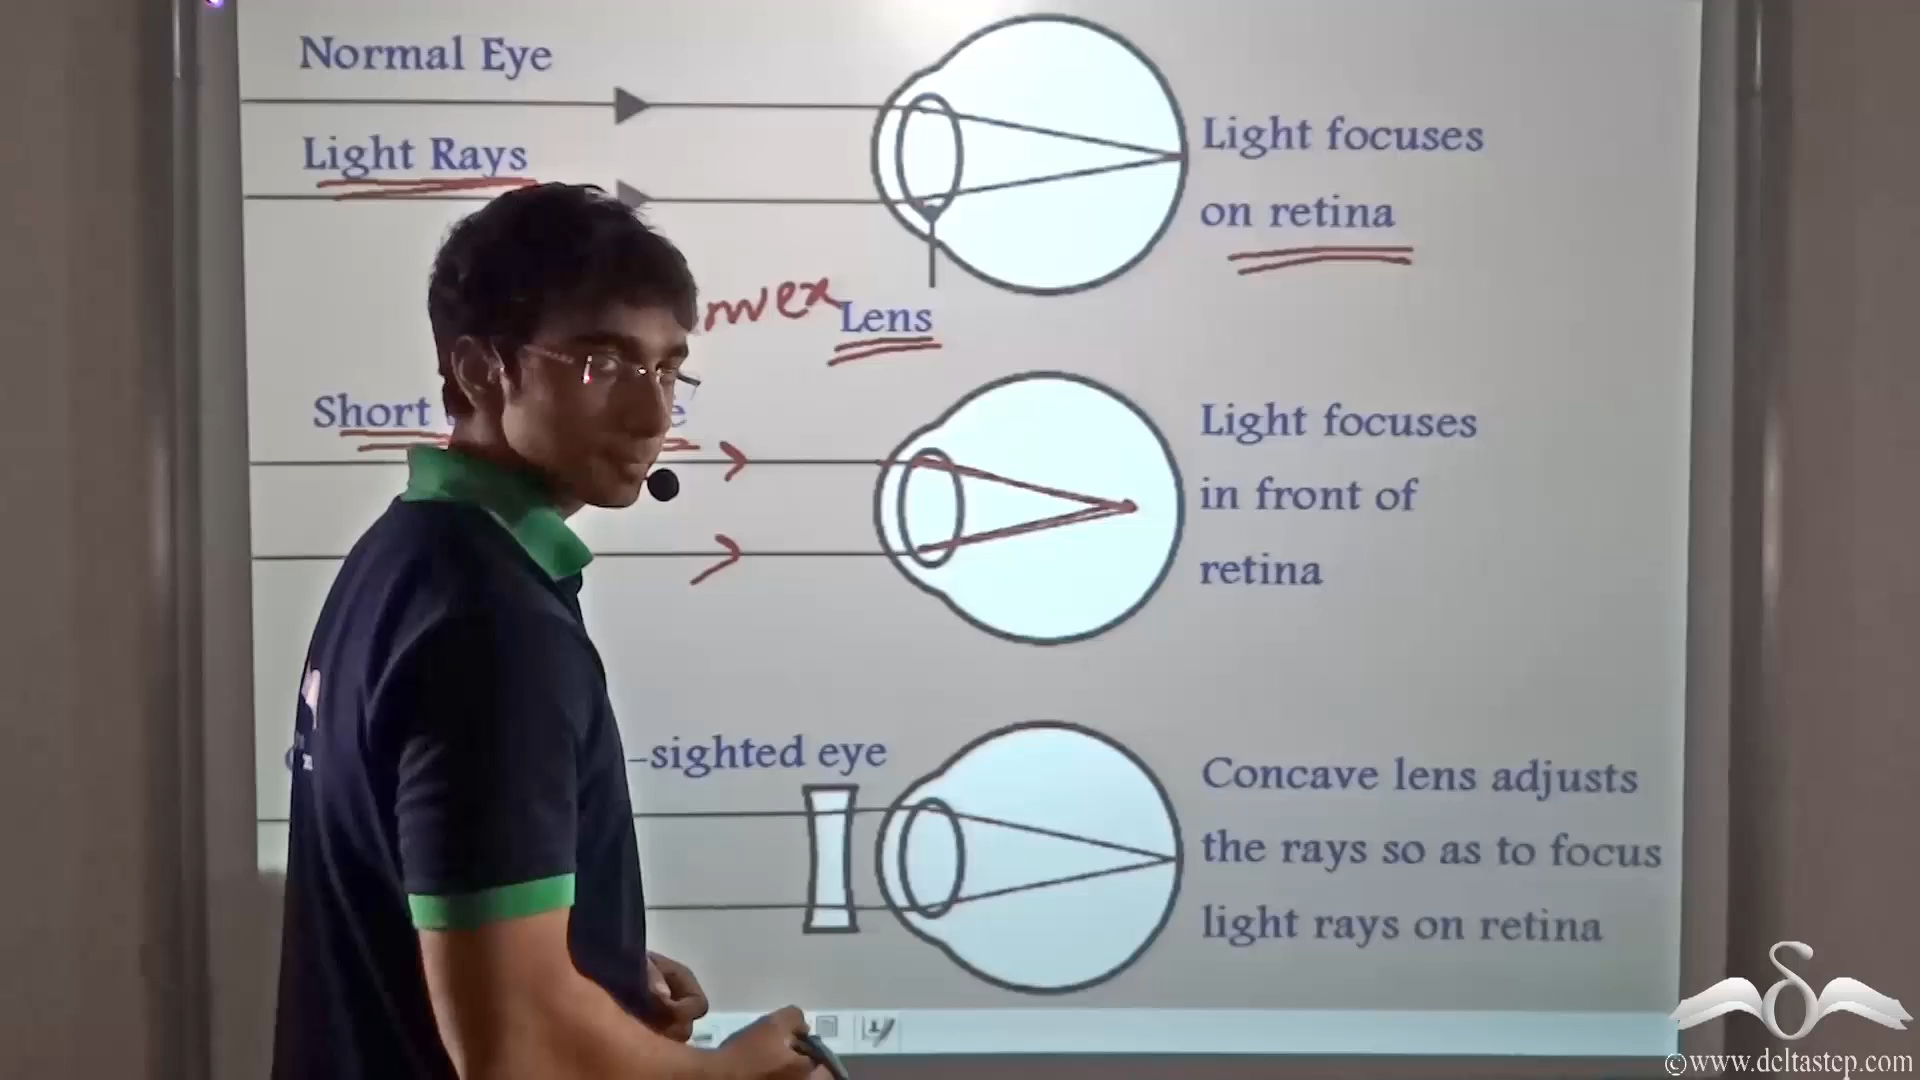 Normal Eye
Light Rays
Light focuses
on retina
Lens
Short
Light focuses
in front of
retina
-sighted eye
Concave lens adjusts
the rays so as to focus
light rays on retina
©www.deltastep.com